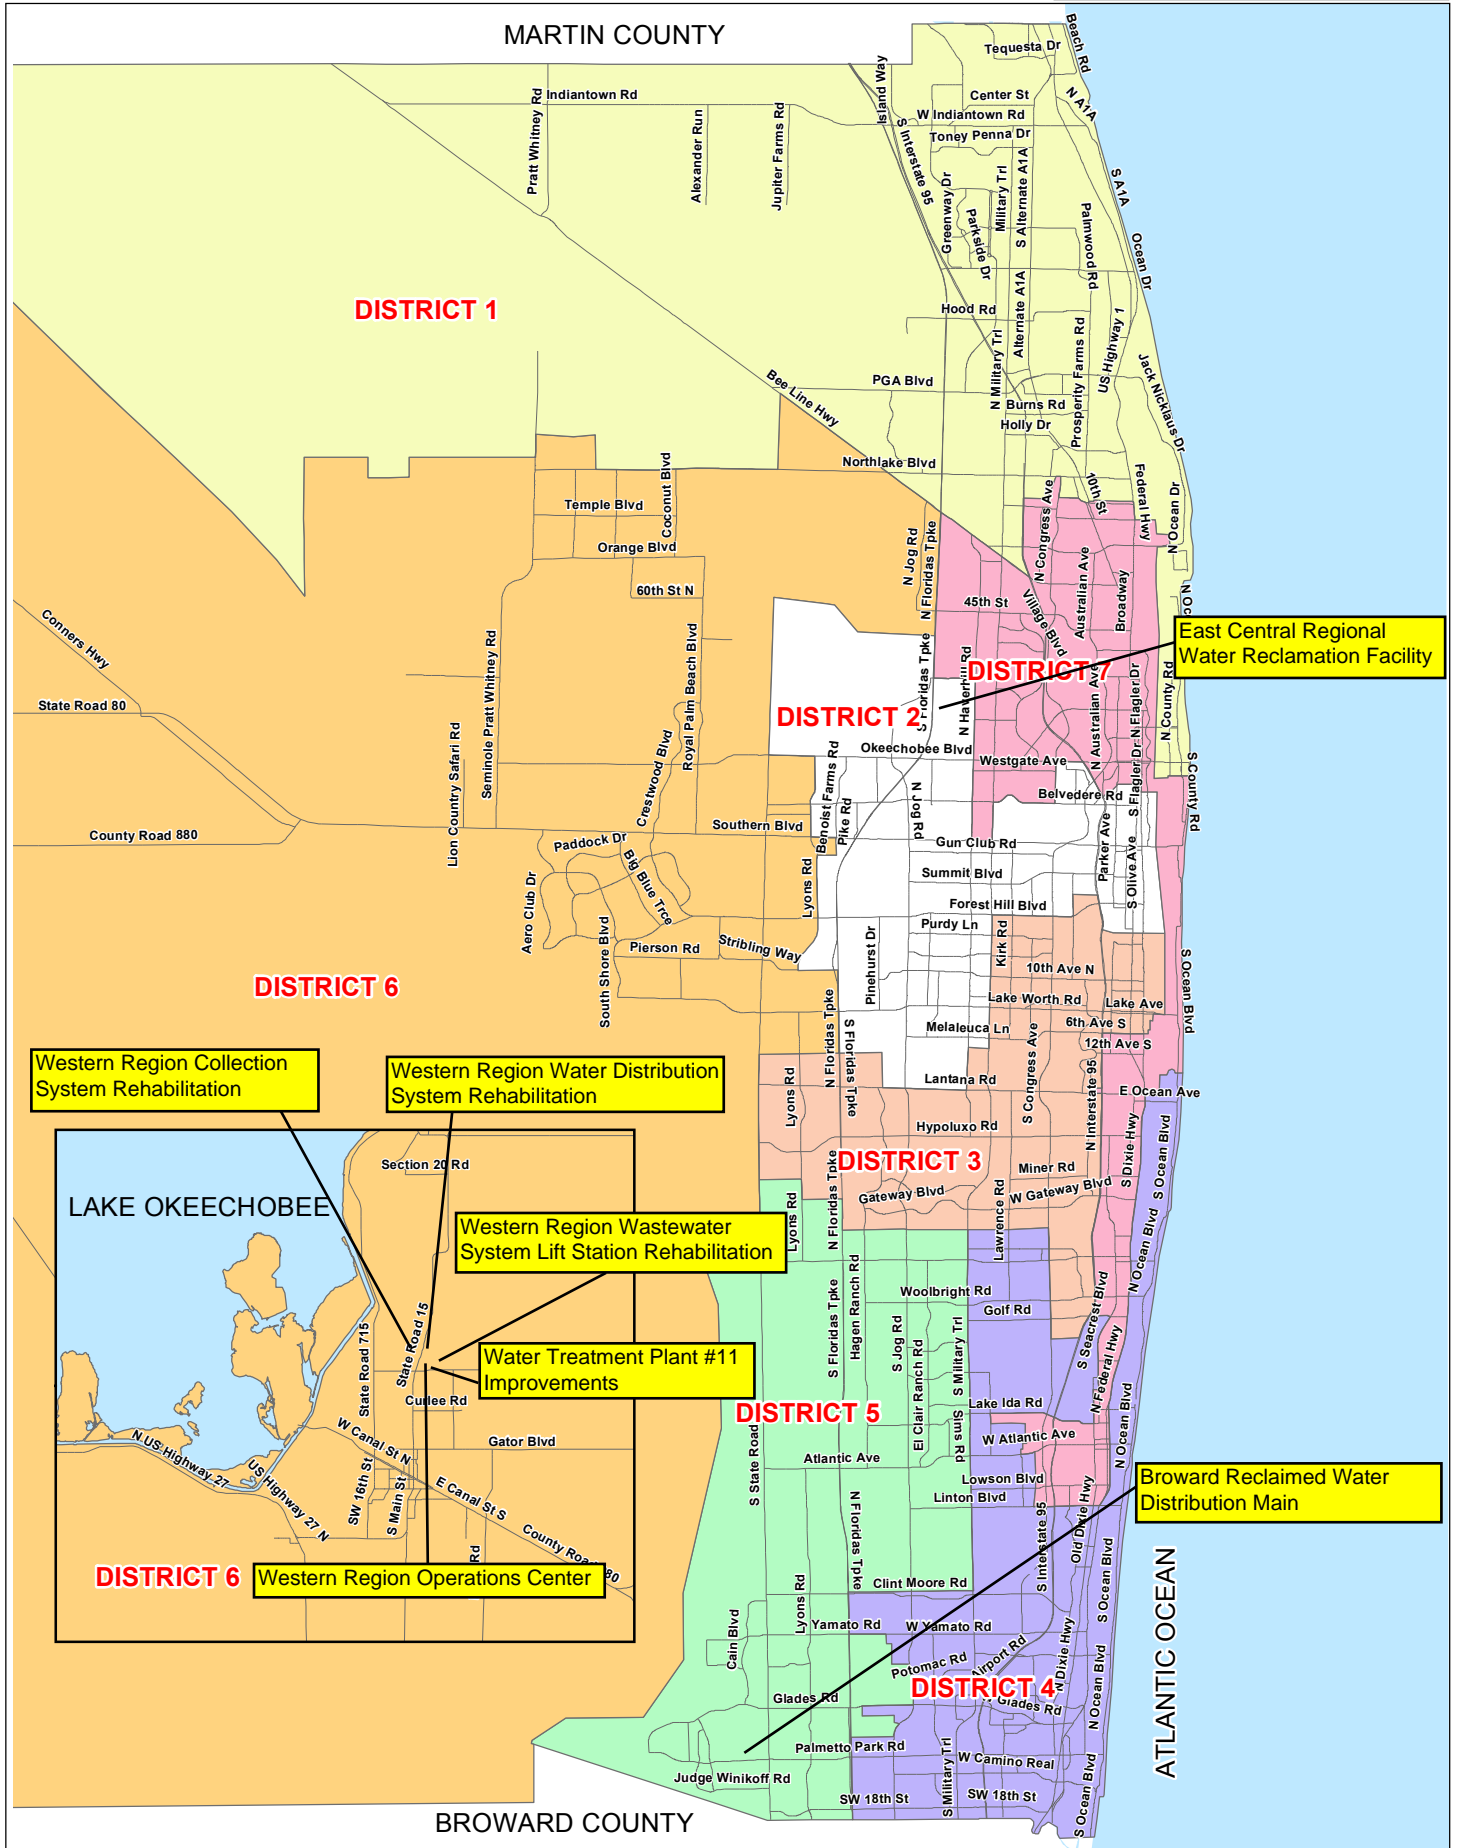 MARTIN COUNTY
Beach Rd
Tequesta Dr
Island Way
Pratt Whitney Rd
Indiantown Rd
Center St
N A1A
Alexander Run
Jupiter Farms Rd
W Indiantown Rd
S Interstate 95
Toney Penna Dr
Military Trl
S Alternate A1A
S A1A
Greenway Dr
Parkside Dr
Palmwood Rd
Ocean Dr
DISTRICT 1
Hood Rd
Alternate A1A
N Military Trl
Prosperity Farms Rd
US Highway 1
Jack Nicklaus Dr
Bee Line Hwy
PGA Blvd
Burns Rd
Holly Dr
Northlake Blvd
Coconut Blvd
Temple Blvd
Orange Blvd
60th St N
N Jog Rd
N Floridas Tpke
N Congress Ave
10th St
Federal Hwy
N Ocean Dr
45th St
Village Blvd
Australian Ave
Broadway
N Oc
East Central Regional
Water Reclamation Facility
Conners Hwy
State Road 80
County Road 880
Seminole Pratt Whitney Rd
Lion Country Safari Rd
Royal Palm Beach Blvd
Crestwood Blvd
DISTRICT 7
DISTRICT 2
S Floridas Tpke
N Haverhill Rd
N Australian Ave
N Flagler Dr
N County Rd
Okeechobee Blvd
Westgate Ave
Belvedere Rd
S Flagler Dr
S County Rd
Southern Blvd
Benoist Farms Rd
Pike Rd
N Jog Rd
Gun Club Rd
Parker Ave
S Olive Ave
Paddock Dr
Big Blue Trce
Aero Club Dr
Summit Blvd
Lyons Rd
Forest Hill Blvd
Purdy Ln
Kirk Rd
South Shore Blvd
Pierson Rd
Stribling Way
Pinehurst Dr
10th Ave N
S Ocean Blvd
DISTRICT 6
Lake Worth Rd
Lake Ave
N Floridas Tpke
S Floridas Tpke
Melaleuca Ln
6th Ave S
12th Ave S
S Congress Ave
N Interstate 95
Western Region Collection
System Rehabilitation
Western Region Water Distribution
System Rehabilitation
Lyons Rd
Lantana Rd
E Ocean Ave
Hypoluxo Rd
S Dixie Hwy
S Ocean Blvd
DISTRICT 3
Miner Rd
Gateway Blvd
W Gateway Blvd
Lawrence Rd
N Floridas Tpke
Lyons Rd
N Ocean Blvd
Section 20 Rd
LAKE OKEECHOBEE
Western Region Wastewater
System Lift Station Rehabilitation
State Road 715
State Road 15
Water Treatment Plant #11
Improvements
Curlee Rd
W Canal St N
Gator Blvd
N US Highway 27
US Highway 27 N
SW 16th St
S Main St
E Canal St S
County Road
80
Rd
DISTRICT 6
Western Region Operations Center
Hagen Ranch Rd
Woolbright Rd
Golf Rd
S Floridas Tpke
S Jog Rd
El Clair Ranch Rd
S Military Trl
S Seacrest Blvd
N Federal Hwy
DISTRICT 5
Lake Ida Rd
Sims Rd
W Atlantic Ave
N Ocean Blvd
S State Road
Atlantic Ave
Lowson Blvd
Linton Blvd
Broward Reclaimed Water
Distribution Main
N Floridas Tpke
S Interstate 95
Old Dixie Hwy
S Ocean Blvd
Clint Moore Rd
Lyons Rd
Cain Blvd
Yamato Rd
W Yamato Rd
Potomac Rd
Airport Rd
N Dixie Hwy
DISTRICT 4
Glades Rd
W Glades Rd
N Ocean Blvd
ATLANTIC OCEAN
Palmetto Park Rd
W Camino Real
Judge Winikoff Rd
S Military Trl
SW 18th St
SW 18th St
S Ocean Blvd
BROWARD COUNTY